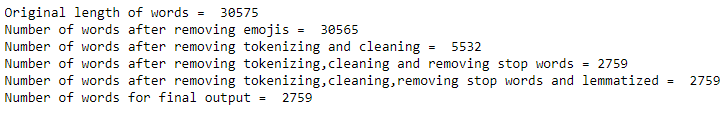 Original length of words =  30575
Number of words after removing emojis =  30565
Number of words after removing tokenizing and cleaning =  5532
Number of words after removing tokenizing,cleaning and removing stop words = 2759
Number of words after removing tokenizing,cleaning,removing stop words and lemmatized =  2759
Number of words for final output =  2759